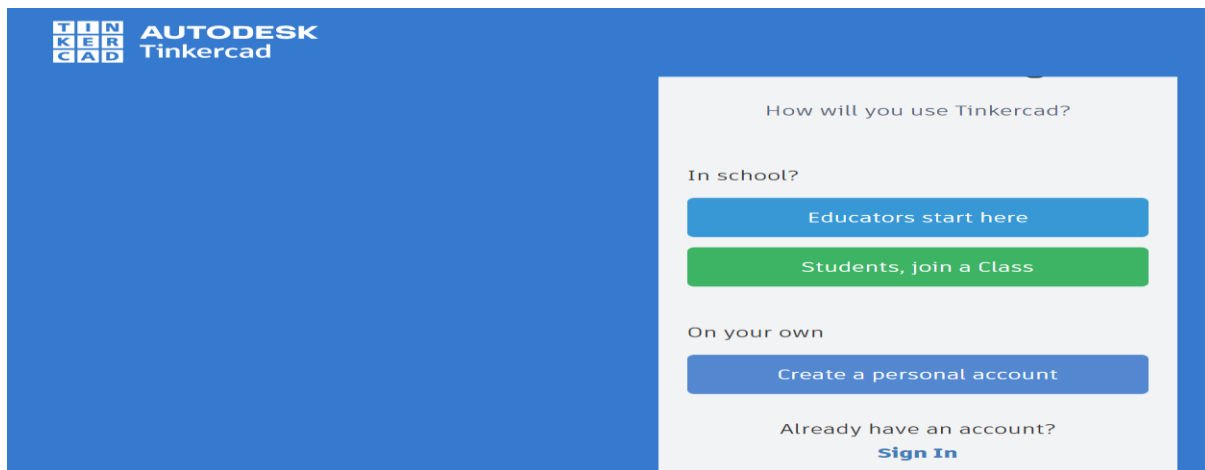 TIN
KER
CAD
AUTODESK
Tinkercad
How will you use Tinkercad?
In school?
Educators start here
Students, join a Class
On your own
Create a personal account
Already have an account?
Sign In